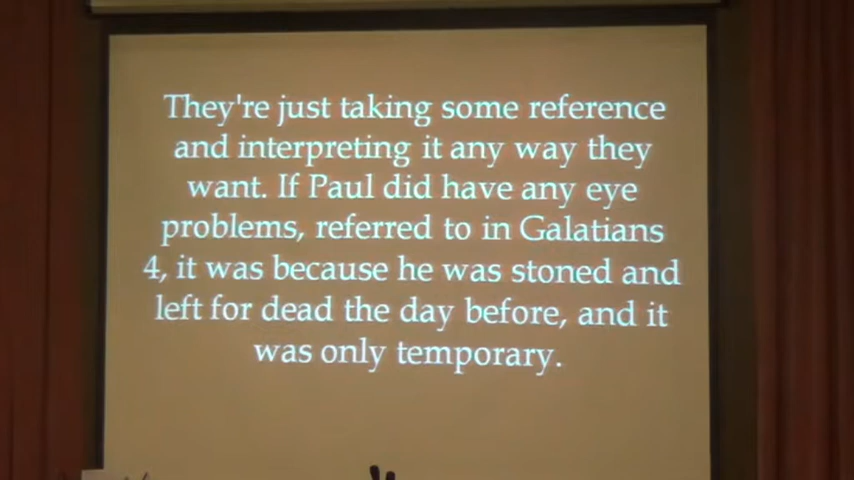 They're just taking some reference
and interpreting it any way they
want. If Paul did have any eye
problems, referred to in Galatians
4, it was because he was stoned and
left for dead the day before, and it
was only temporary.